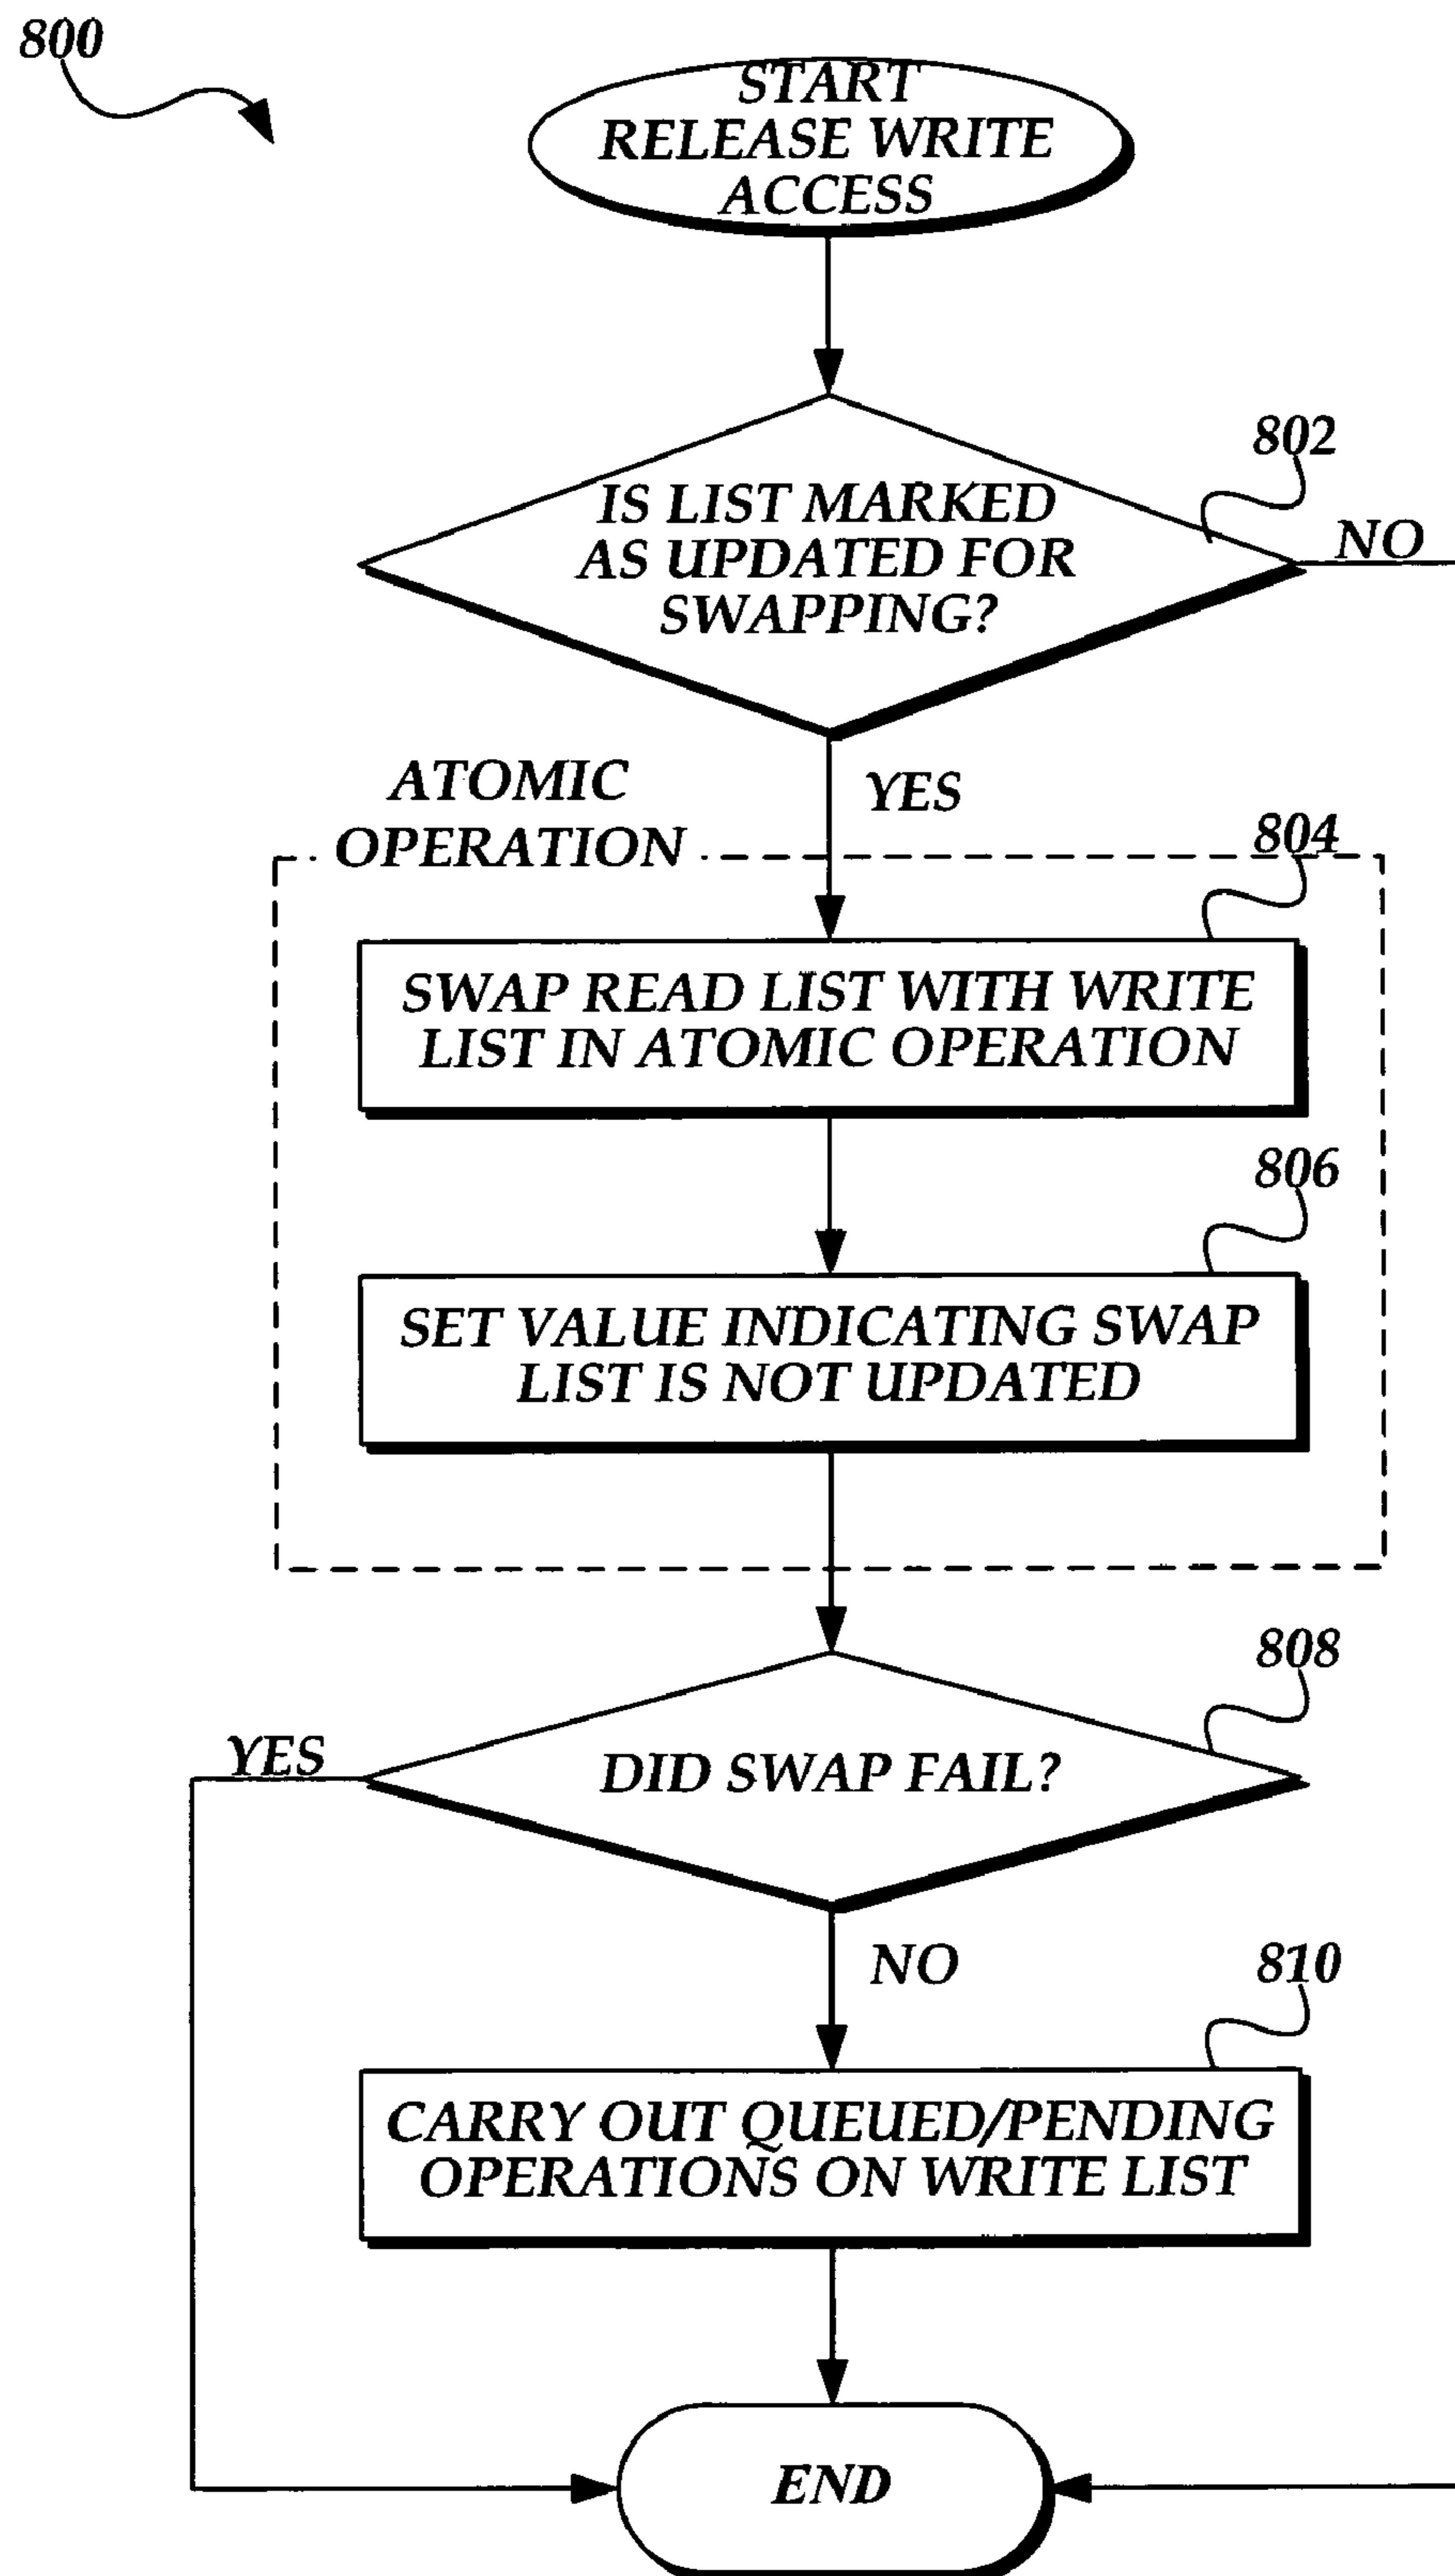 800
START
RELEASE WRITE
ACCESS
802
IS LIST MARKED
AS UPDATED FOR
SWAPPING?
NO
YES
ATOMIC
OPERATION
804
SWAP READ LIST WITH WRITE
LIST IN ATOMIC OPERATION
806
SET VALUE INDICATING SWAP
LIST IS NOT UPDATED
808
YES
DID SWAP FAIL?
NO
810
CARRY OUT QUEUED/PENDING
OPERATIONS ON WRITE LIST
END